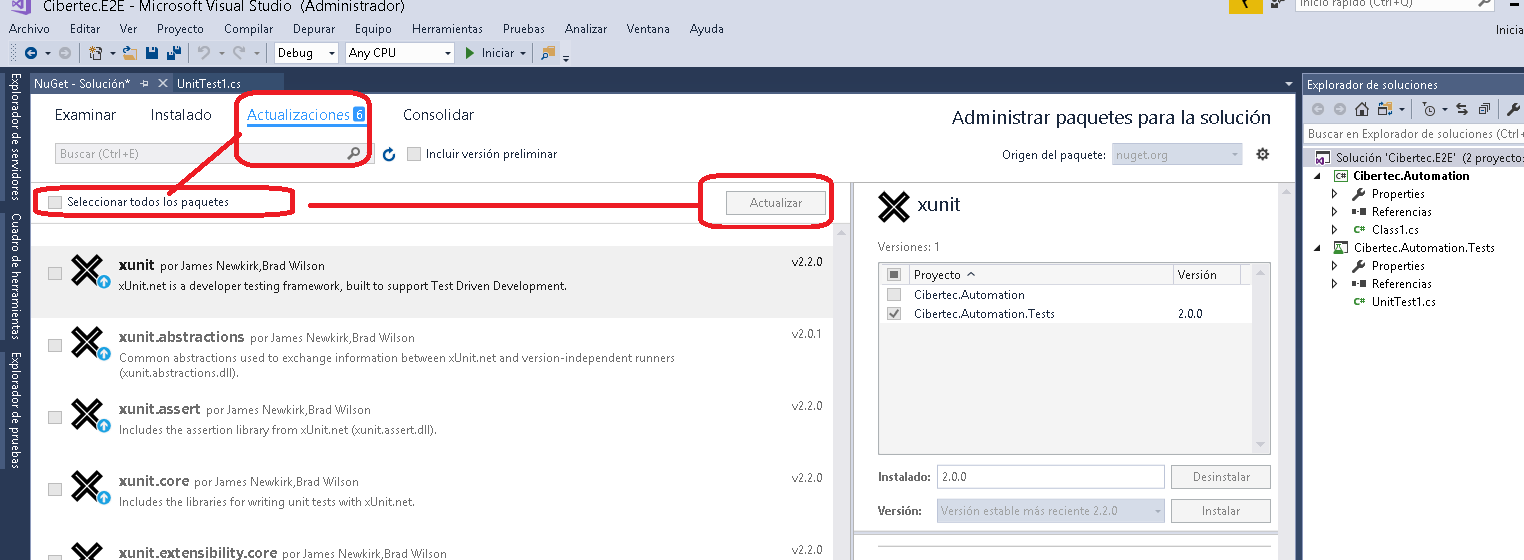 Cibertec.E2E - Microsoft Visual Studio (Administrador)
Inicio rápido (Ctrl+Q)
Archivo Editar Ver Proyecto Compilar Depurar Equipo Herramientas Pruebas Analizar Ventana Ayuda
Inicia
Debug Any CPU Iniciar
Explorador de servidores
Cuadro de herramientas
Explorador de pruebas
NuGet - Solución* UnitTest1.cs
Examinar Instalado Actualizaciones 6 Consolidar
Administrar paquetes para la solución
Buscar (Ctrl+E) Incluir versión preliminar
Origen del paquete: nuget.org
Seleccionar todos los paquetes Actualizar
xunit por James Newkirk,Brad Wilson v2.2.0
xUnit.net is a developer testing framework, built to support Test Driven Development.
xunit.abstractions por James Newkirk,Brad Wilson v2.0.1
Common abstractions used to exchange information between xUnit.net and version-independent runners
(xunit.abstractions.dll).
xunit.assert por James Newkirk,Brad Wilson v2.2.0
Includes the assertion library from xUnit.net (xunit.assert.dll).
xunit.core por James Newkirk,Brad Wilson v2.2.0
Includes the libraries for writing unit tests with xUnit.net.
xunit.extensibility.core por James Newkirk,Brad Wilson v2.2.0
xunit
Versiones: 1
Proyecto Versión
Cibertec.Automation
Cibertec.Automation.Tests 2.0.0
Instalado: 2.0.0 Desinstalar
Versión: Versión estable más reciente 2.2.0 Instalar
Explorador de soluciones
Buscar en Explorador de soluciones (Ctrl+
Solución 'Cibertec.E2E' (2 proyecto:
C# Cibertec.Automation
Properties
Referencias
C# Class1.cs
Cibertec.Automation.Tests
Properties
Referencias
C# UnitTest1.cs